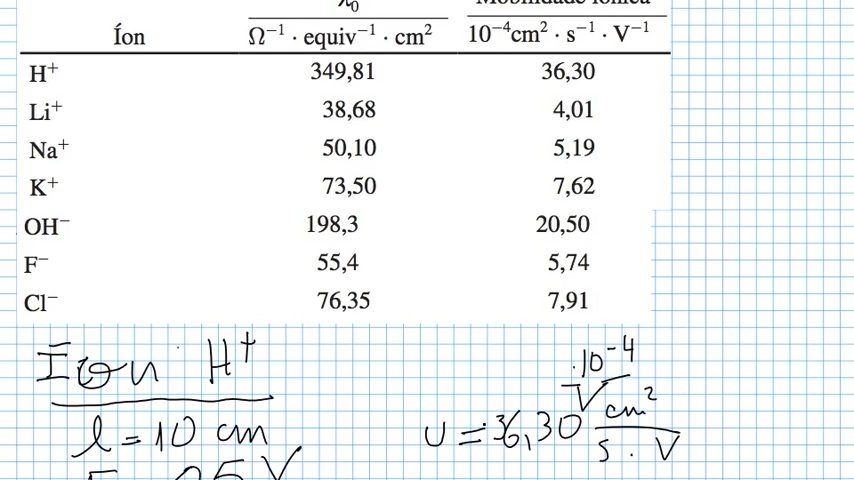 λ₀ Mobilidade iônica
Íon Ω⁻¹ · equiv⁻¹ · cm² 10⁻⁴cm² · s⁻¹ · V⁻¹
H⁺ 349,81 36,30
Li⁺ 38,68 4,01
Na⁺ 50,10 5,19
K⁺ 73,50 7,62
OH⁻ 198,3 20,50
F⁻ 55,4 5,74
Cl⁻ 76,35 7,91
Íon H⁺
.10⁻⁴
l = 10 cm u = 36,30 cm²/s · V